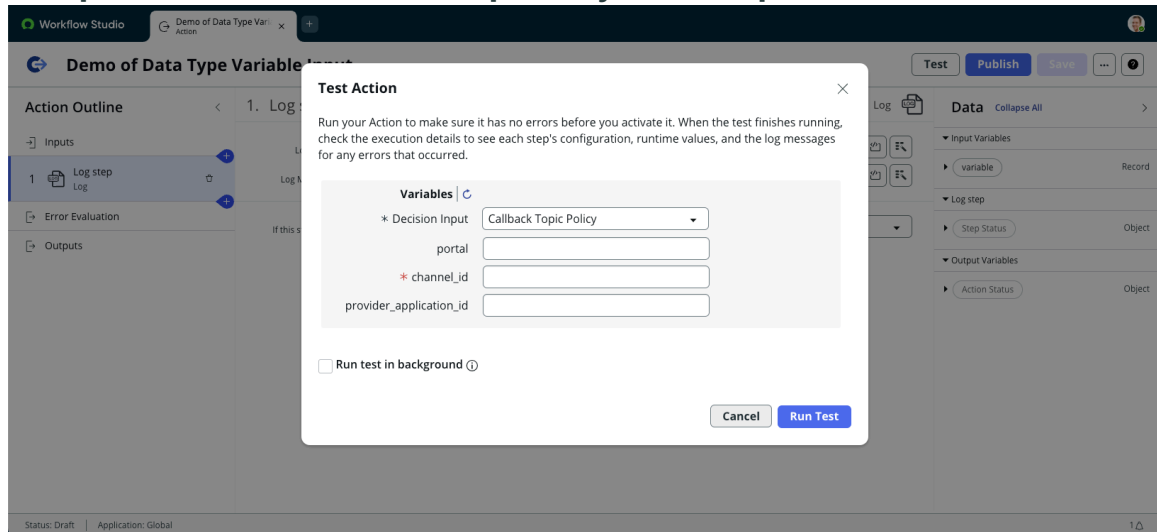 Workflow Studio
Demo of Data Type Vari
Action
Demo of Data Type Variable Input
Test
Publish
Save
Action Outline
1. Log
Log
Data Collapse All
Inputs
1 Log step
Log
Error Evaluation
Outputs
If this s
Test Action
Run your Action to make sure it has no errors before you activate it. When the test finishes running,
check the execution details to see each step's configuration, runtime values, and the log messages
for any errors that occurred.
Variables
* Decision Input Callback Topic Policy
portal
* channel_id
provider_application_id
Run test in background
Cancel
Run Test
Input Variables
variable Record
Log step
Step Status Object
Output Variables
Action Status Object
Status: Draft | Application: Global
1